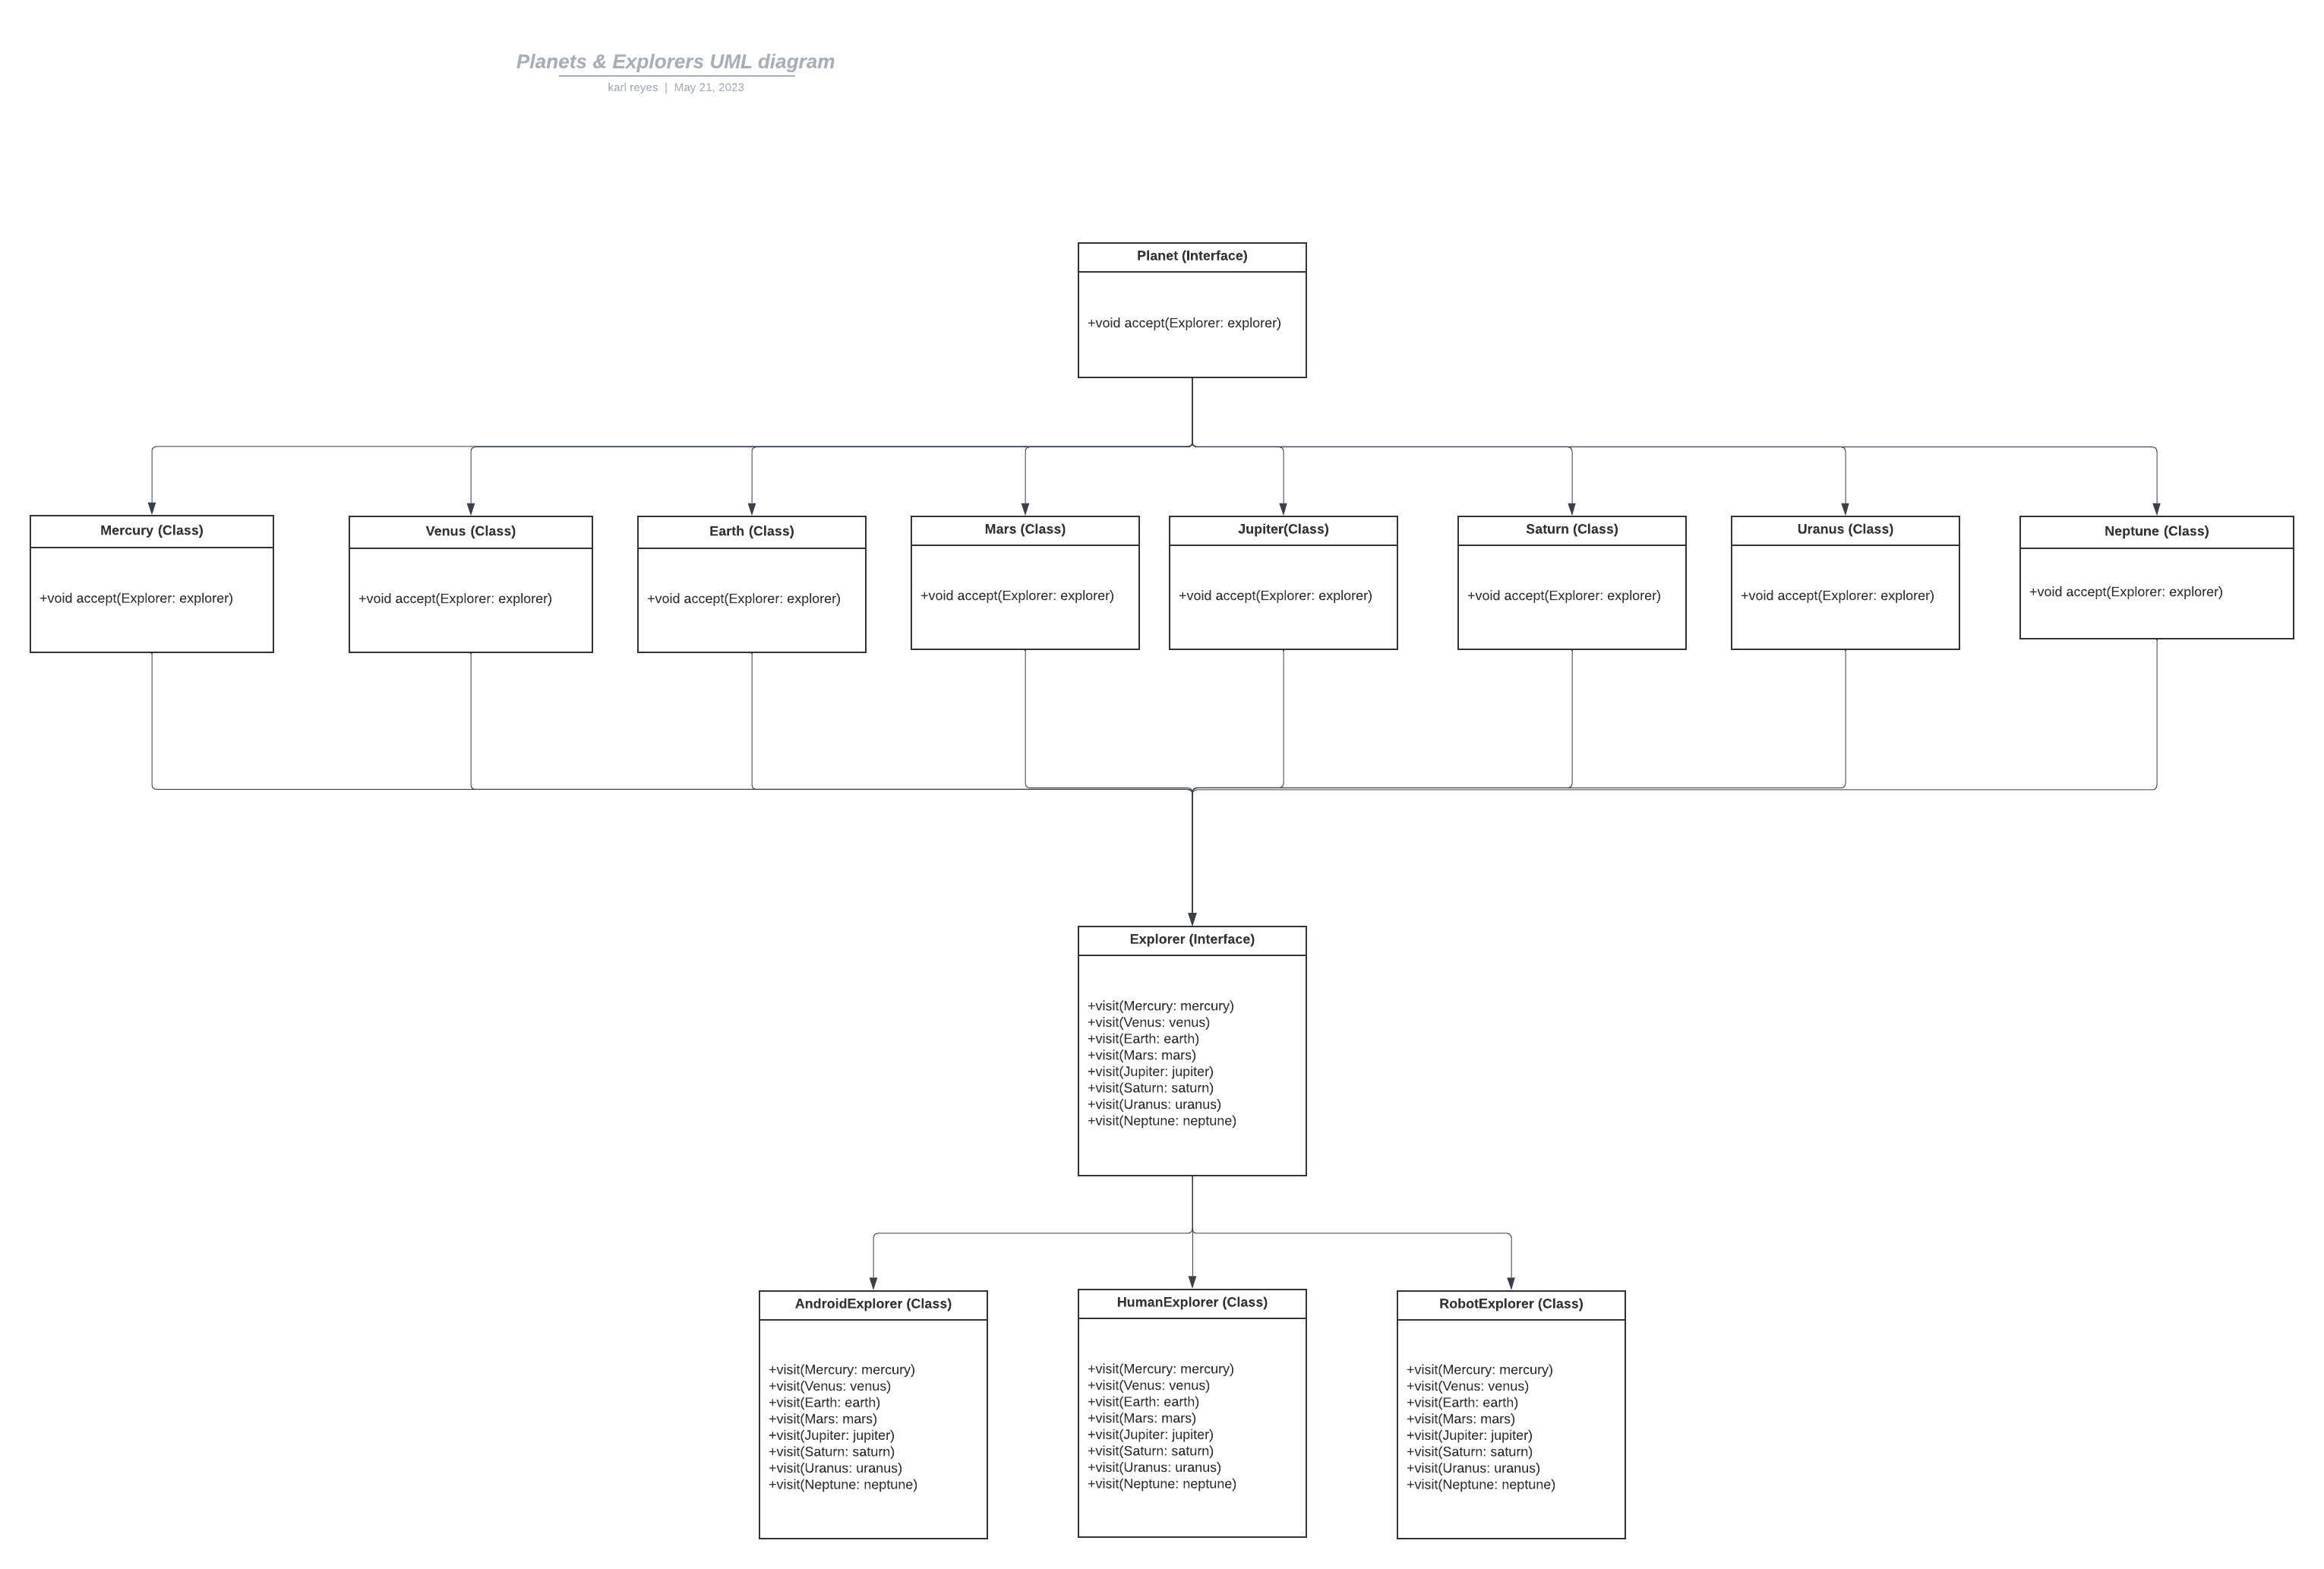 Planets & Explorers UML diagram
karl reyes | May 21, 2023
Planet (Interface)
+void accept(Explorer: explorer)
Mercury (Class)
+void accept(Explorer: explorer)
Venus (Class)
+void accept(Explorer: explorer)
Earth (Class)
+void accept(Explorer: explorer)
Mars (Class)
+void accept(Explorer: explorer)
Jupiter(Class)
+void accept(Explorer: explorer)
Saturn (Class)
+void accept(Explorer: explorer)
Uranus (Class)
+void accept(Explorer: explorer)
Neptune (Class)
+void accept(Explorer: explorer)
Explorer (Interface)
+visit(Mercury: mercury)
+visit(Venus: venus)
+visit(Earth: earth)
+visit(Mars: mars)
+visit(Jupiter: jupiter)
+visit(Saturn: saturn)
+visit(Uranus: uranus)
+visit(Neptune: neptune)
AndroidExplorer (Class)
+visit(Mercury: mercury)
+visit(Venus: venus)
+visit(Earth: earth)
+visit(Mars: mars)
+visit(Jupiter: jupiter)
+visit(Saturn: saturn)
+visit(Uranus: uranus)
+visit(Neptune: neptune)
HumanExplorer (Class)
+visit(Mercury: mercury)
+visit(Venus: venus)
+visit(Earth: earth)
+visit(Mars: mars)
+visit(Jupiter: jupiter)
+visit(Saturn: saturn)
+visit(Uranus: uranus)
+visit(Neptune: neptune)
RobotExplorer (Class)
+visit(Mercury: mercury)
+visit(Venus: venus)
+visit(Earth: earth)
+visit(Mars: mars)
+visit(Jupiter: jupiter)
+visit(Saturn: saturn)
+visit(Uranus: uranus)
+visit(Neptune: neptune)